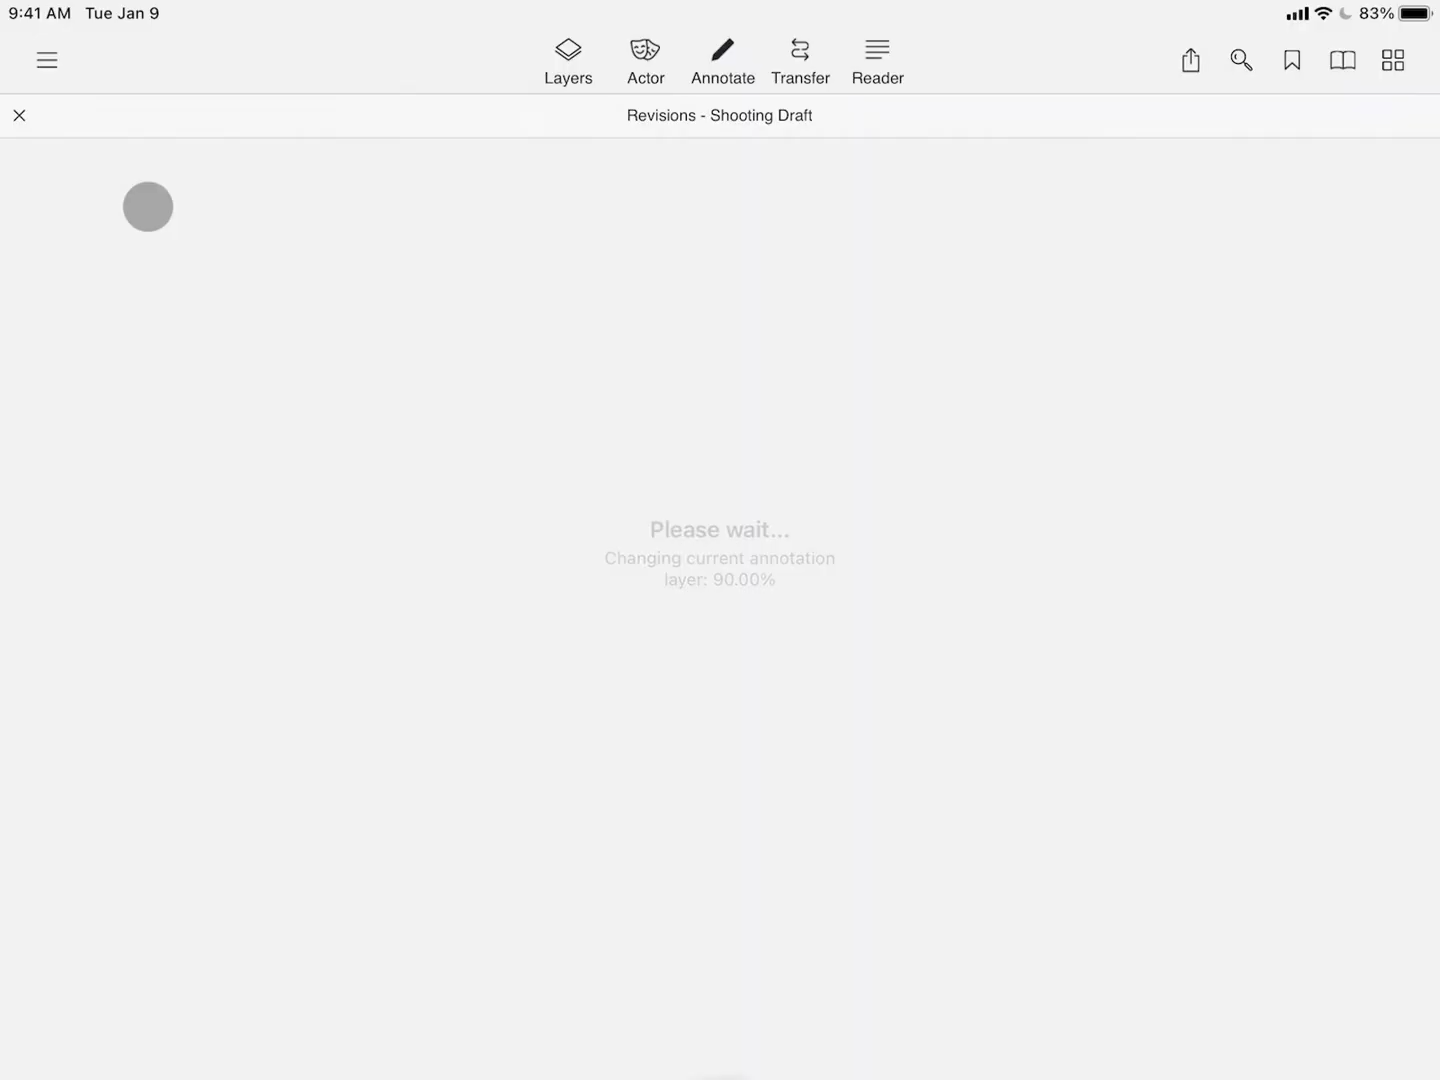 9:41 AM Tue Jan 9
83%
Layers
Actor
Annotate
Transfer
Reader
Revisions - Shooting Draft
Please wait...
Changing current annotation
layer: 90.00%